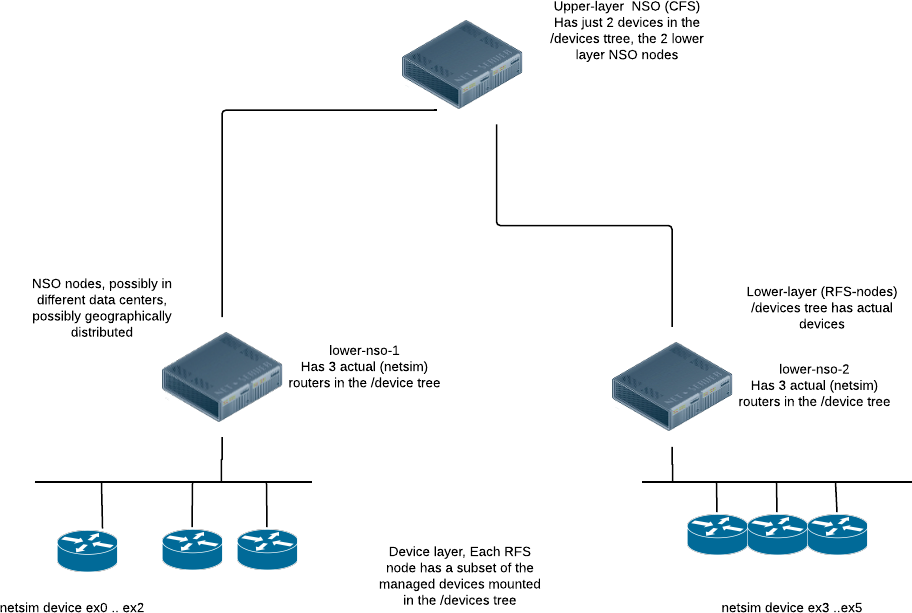 Upper-layer  NSO (CFS)
Has just 2 devices in the
/devices ttree, the 2 lower
layer NSO nodes
NSO nodes, possibly in
different data centers,
possibly geographically
distributed
lower-nso-1
Has 3 actual (netsim)
routers in the /device tree
Lower-layer (RFS-nodes)
/devices tree has actual
devices
lower-nso-2
Has 3 actual (netsim)
routers in the /device tree
Device layer, Each RFS
node has a subset of the
managed devices mounted
in the /devices tree
netsim device ex0 .. ex2
netsim device ex3 ..ex5